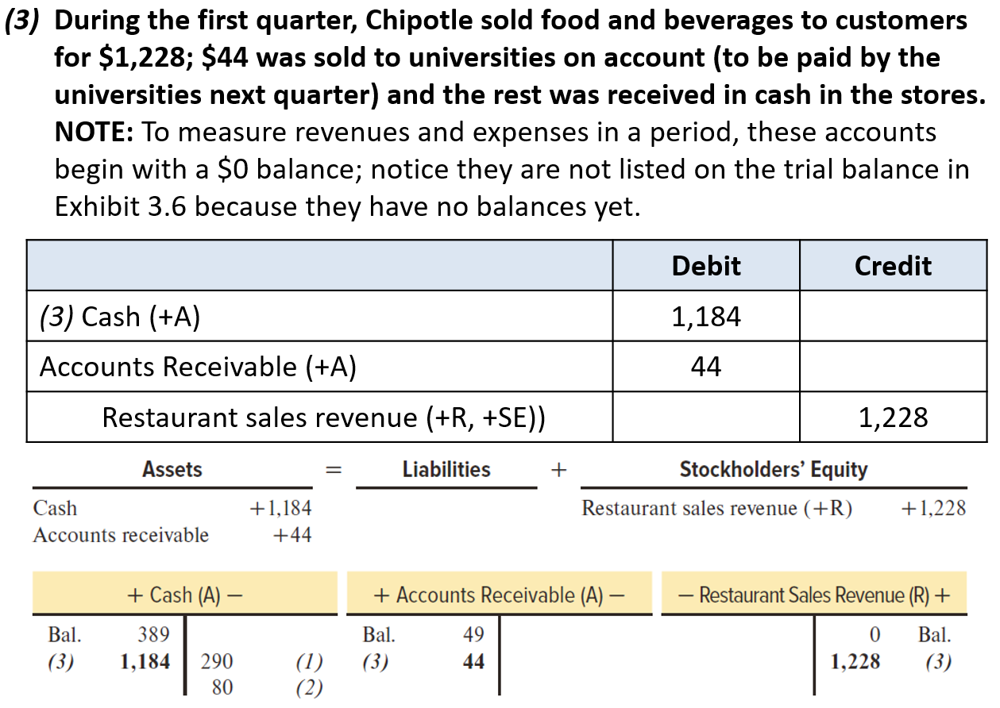 (3) During the first quarter, Chipotle sold food and beverages to customers
for $1,228; $44 was sold to universities on account (to be paid by the
universities next quarter) and the rest was received in cash in the stores.
NOTE: To measure revenues and expenses in a period, these accounts
begin with a $0 balance; notice they are not listed on the trial balance in
Exhibit 3.6 because they have no balances yet.
Debit Credit
(3) Cash (+A) 1,184
Accounts Receivable (+A) 44
Restaurant sales revenue (+R, +SE)) 1,228
Assets = Liabilities + Stockholders’ Equity
Cash +1,184 Restaurant sales revenue (+R) +1,228
Accounts receivable +44
+ Cash (A) − + Accounts Receivable (A) − − Restaurant Sales Revenue (R) +
Bal. 389 Bal. 49 0 Bal.
(3) 1,184 290 (1) (3) 44 1,228 (3)
80 (2)